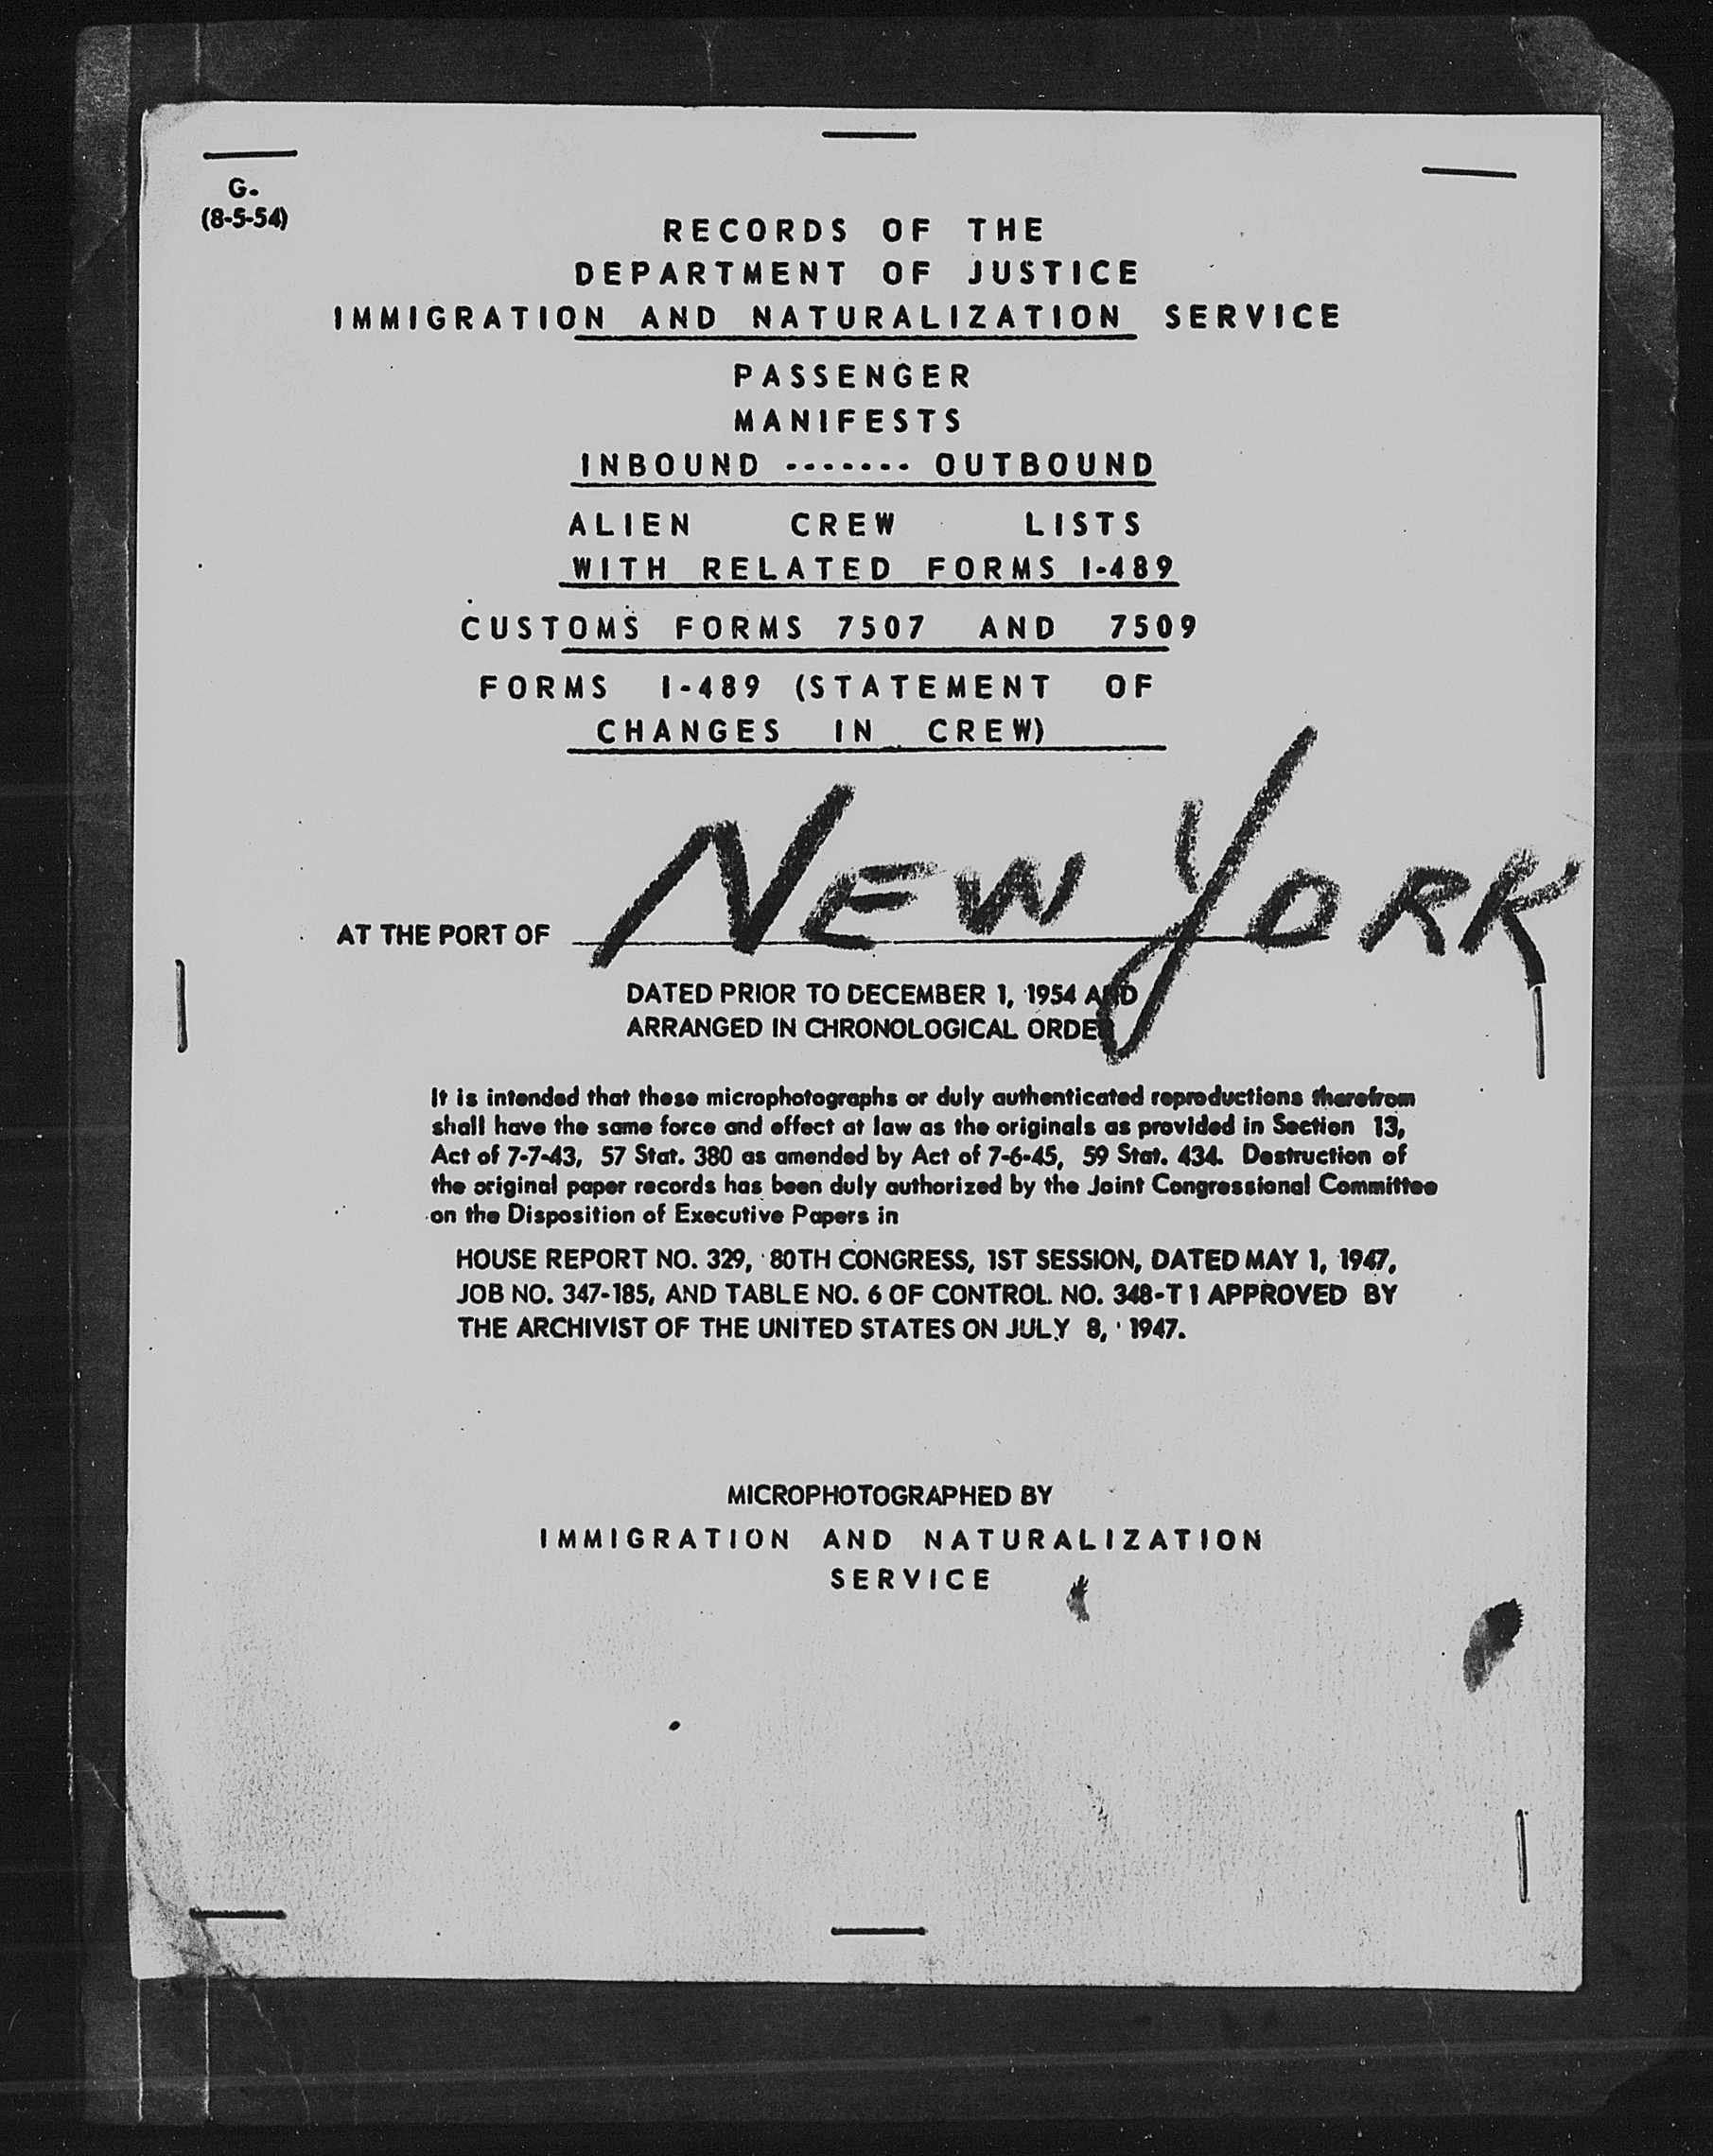 G.
(8-5-54)
RECORDS OF THE
DEPARTMENT OF JUSTICE
IMMIGRATION AND NATURALIZATION SERVICE
PASSENGER
MANIFESTS
INBOUND ------- OUTBOUND
ALIEN CREW LISTS
WITH RELATED FORMS I-489
CUSTOMS FORMS 7507 AND 7509
FORMS I-489 (STATEMENT OF
CHANGES IN CREW)
AT THE PORT OF NEW YORK
DATED PRIOR TO DECEMBER 1, 1954 AND
ARRANGED IN CHRONOLOGICAL ORDER
It is intended that these microphotographs or duly authenticated reproductions therefrom
shall have the same force and effect at law as the originals as provided in Section 13,
Act of 7-7-43, 57 Stat. 380 as amended by Act of 7-6-45, 59 Stat. 434. Destruction of
the original paper records has been duly authorized by the Joint Congressional Committee
on the Disposition of Executive Papers in
HOUSE REPORT NO. 329, 80TH CONGRESS, 1ST SESSION, DATED MAY 1, 1947,
JOB NO. 347-185, AND TABLE NO. 6 OF CONTROL NO. 348-T1 APPROVED BY
THE ARCHIVIST OF THE UNITED STATES ON JULY 8, 1947.
MICROPHOTOGRAPHED BY
IMMIGRATION AND NATURALIZATION
SERVICE